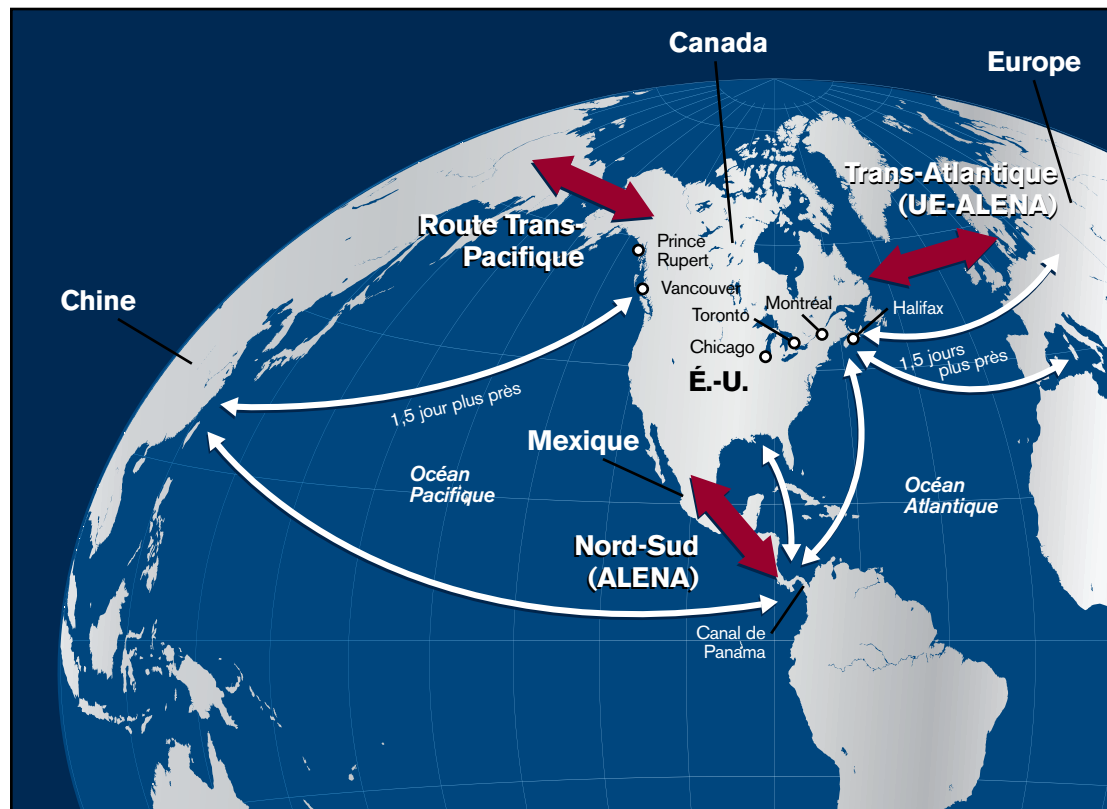 Canada
Europe
Trans-Atlantique
(UE-ALENA)
Route Trans-
Pacifique
Prince
Rupert
Chine
Vancouver
Montréal
Toronto
Halifax
Chicago
É.-U.
1,5 jours
plus près
1,5 jour plus près
Mexique
Océan
Pacifique
Océan
Atlantique
Nord-Sud
(ALENA)
Canal de
Panama